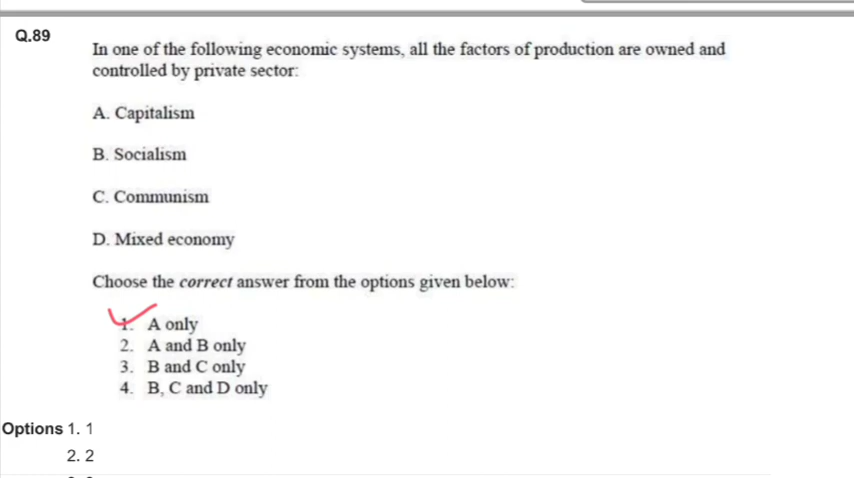 Q.89
In one of the following economic systems, all the factors of production are owned and
controlled by private sector:
A. Capitalism
B. Socialism
C. Communism
D. Mixed economy
Choose the correct answer from the options given below:
1. A only
2. A and B only
3. B and C only
4. B, C and D only
Options 1. 1
2. 2